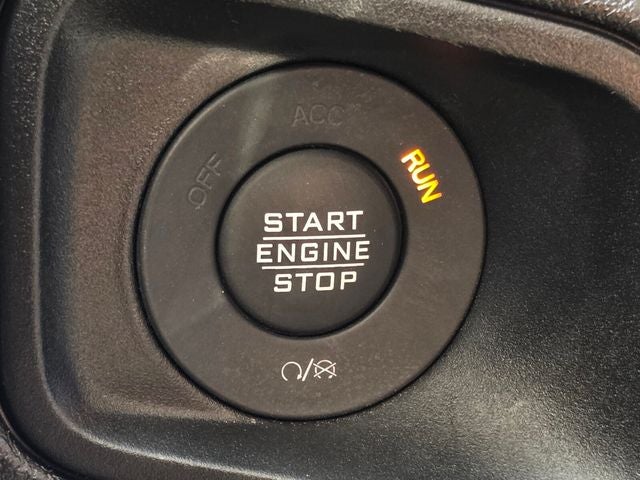 ACC
OFF
RUN
START
ENGINE
STOP